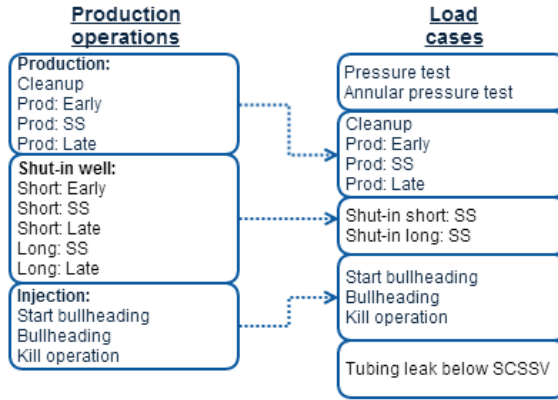 Production
operations
Production:
Cleanup
Prod: Early
Prod: SS
Prod: Late
Shut-in well:
Short: Early
Short: SS
Short: Late
Long: SS
Long: Late
Injection:
Start bullheading
Bullheading
Kill operation
Load
cases
Pressure test
Annular pressure test
Cleanup
Prod: Early
Prod: SS
Prod: Late
Shut-in short: SS
Shut-in long: SS
Start bullheading
Bullheading
Kill operation
Tubing leak below SCSSV